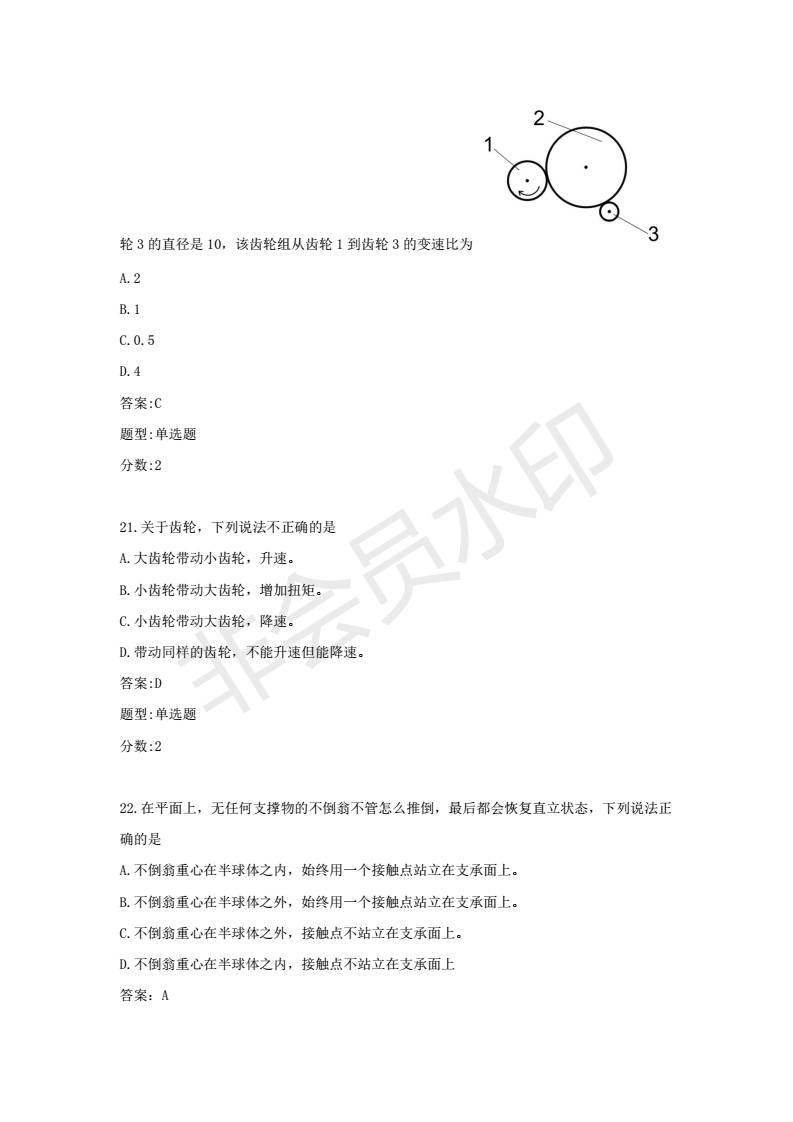 2
1
3
轮 3 的直径是 10，该齿轮组从齿轮 1 到齿轮 3 的变速比为
A.2
B.1
C.0.5
D.4
答案:C
题型:单选题
分数:2
21.关于齿轮，下列说法不正确的是
A.大齿轮带动小齿轮，升速。
B.小齿轮带动大齿轮，增加扭矩。
C.小齿轮带动大齿轮，降速。
D.带动同样的齿轮，不能升速但能降速。
答案:D
题型:单选题
分数:2
22.在平面上，无任何支撑物的不倒翁不管怎么推倒，最后都会恢复直立状态，下列说法正
确的是
A.不倒翁重心在半球体之内，始终用一个接触点站立在支承面上。
B.不倒翁重心在半球体之外，始终用一个接触点站立在支承面上。
C.不倒翁重心在半球体之外，接触点不站立在支承面上。
D.不倒翁重心在半球体之内，接触点不站立在支承面上
答案：A
非会员水印